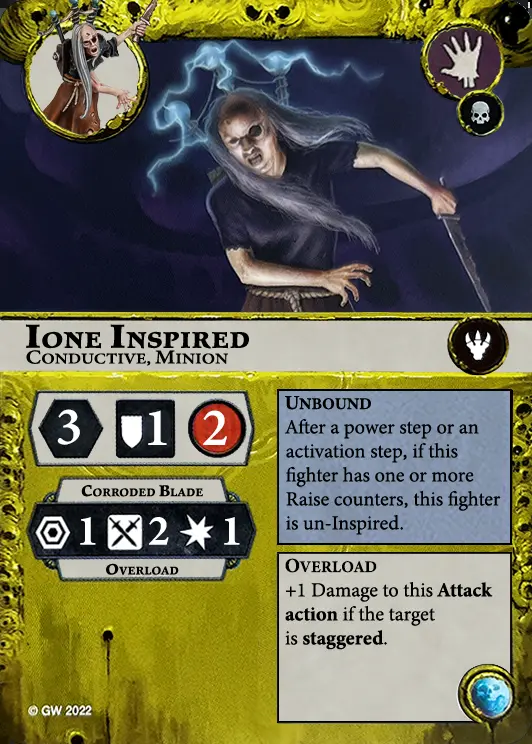 IONE INSPIRED
CONDUCTIVE, MINION
3 1 2
CORRODED BLADE
1 2 1
OVERLOAD
UNBOUND
After a power step or an
activation step, if this
fighter has one or more
Raise counters, this fighter
is un-Inspired.
OVERLOAD
+1 Damage to this Attack
action if the target
is staggered.
© GW 2022